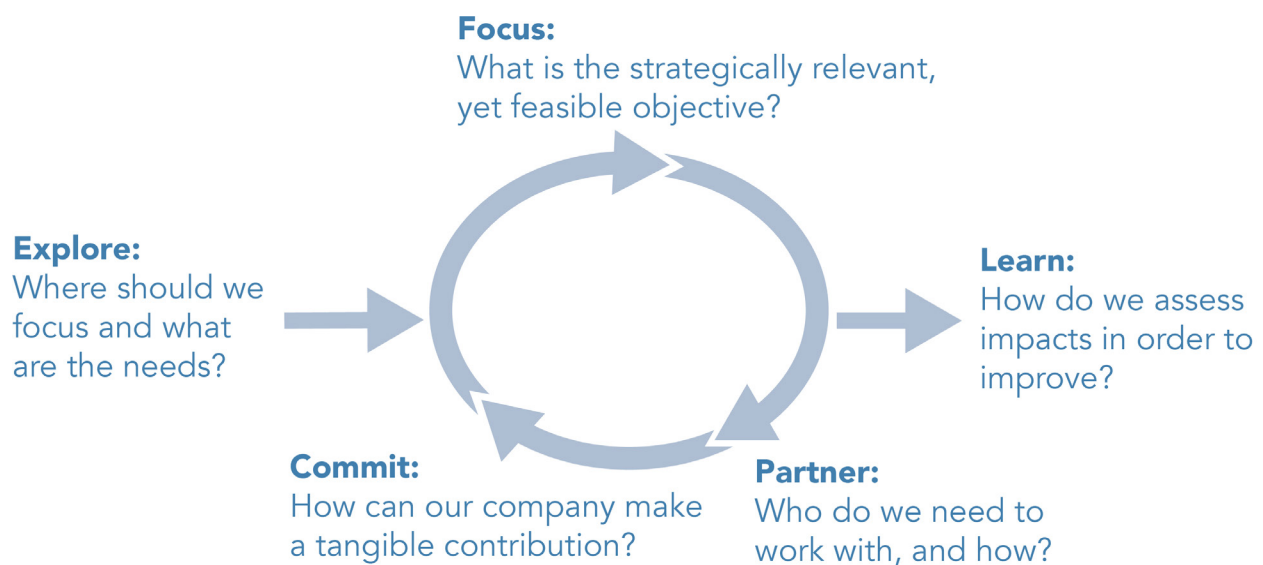 Focus:
What is the strategically relevant,
yet feasible objective?
Explore:
Where should we
focus and what
are the needs?
Learn:
How do we assess
impacts in order to
improve?
Commit:
How can our company make
a tangible contribution?
Partner:
Who do we need to
work with, and how?